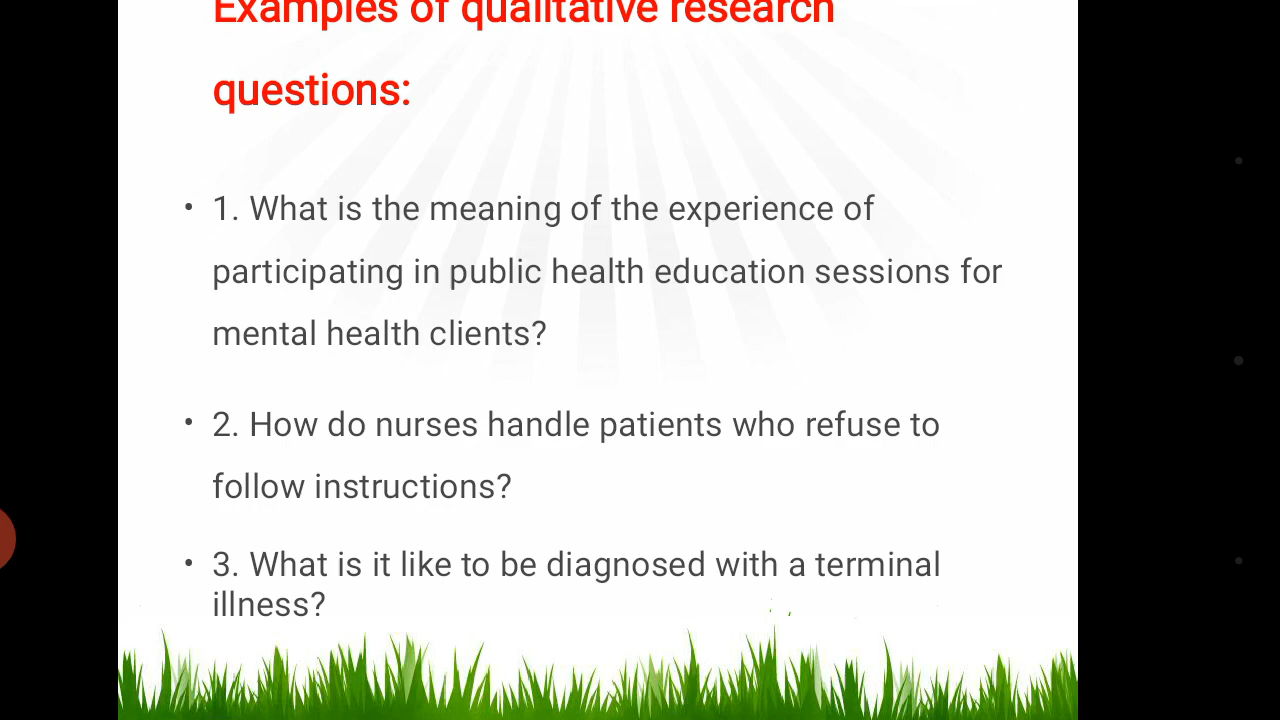 Examples of qualitative research
questions:
• 1. What is the meaning of the experience of
participating in public health education sessions for
mental health clients?
• 2. How do nurses handle patients who refuse to
follow instructions?
• 3. What is it like to be diagnosed with a terminal
illness?